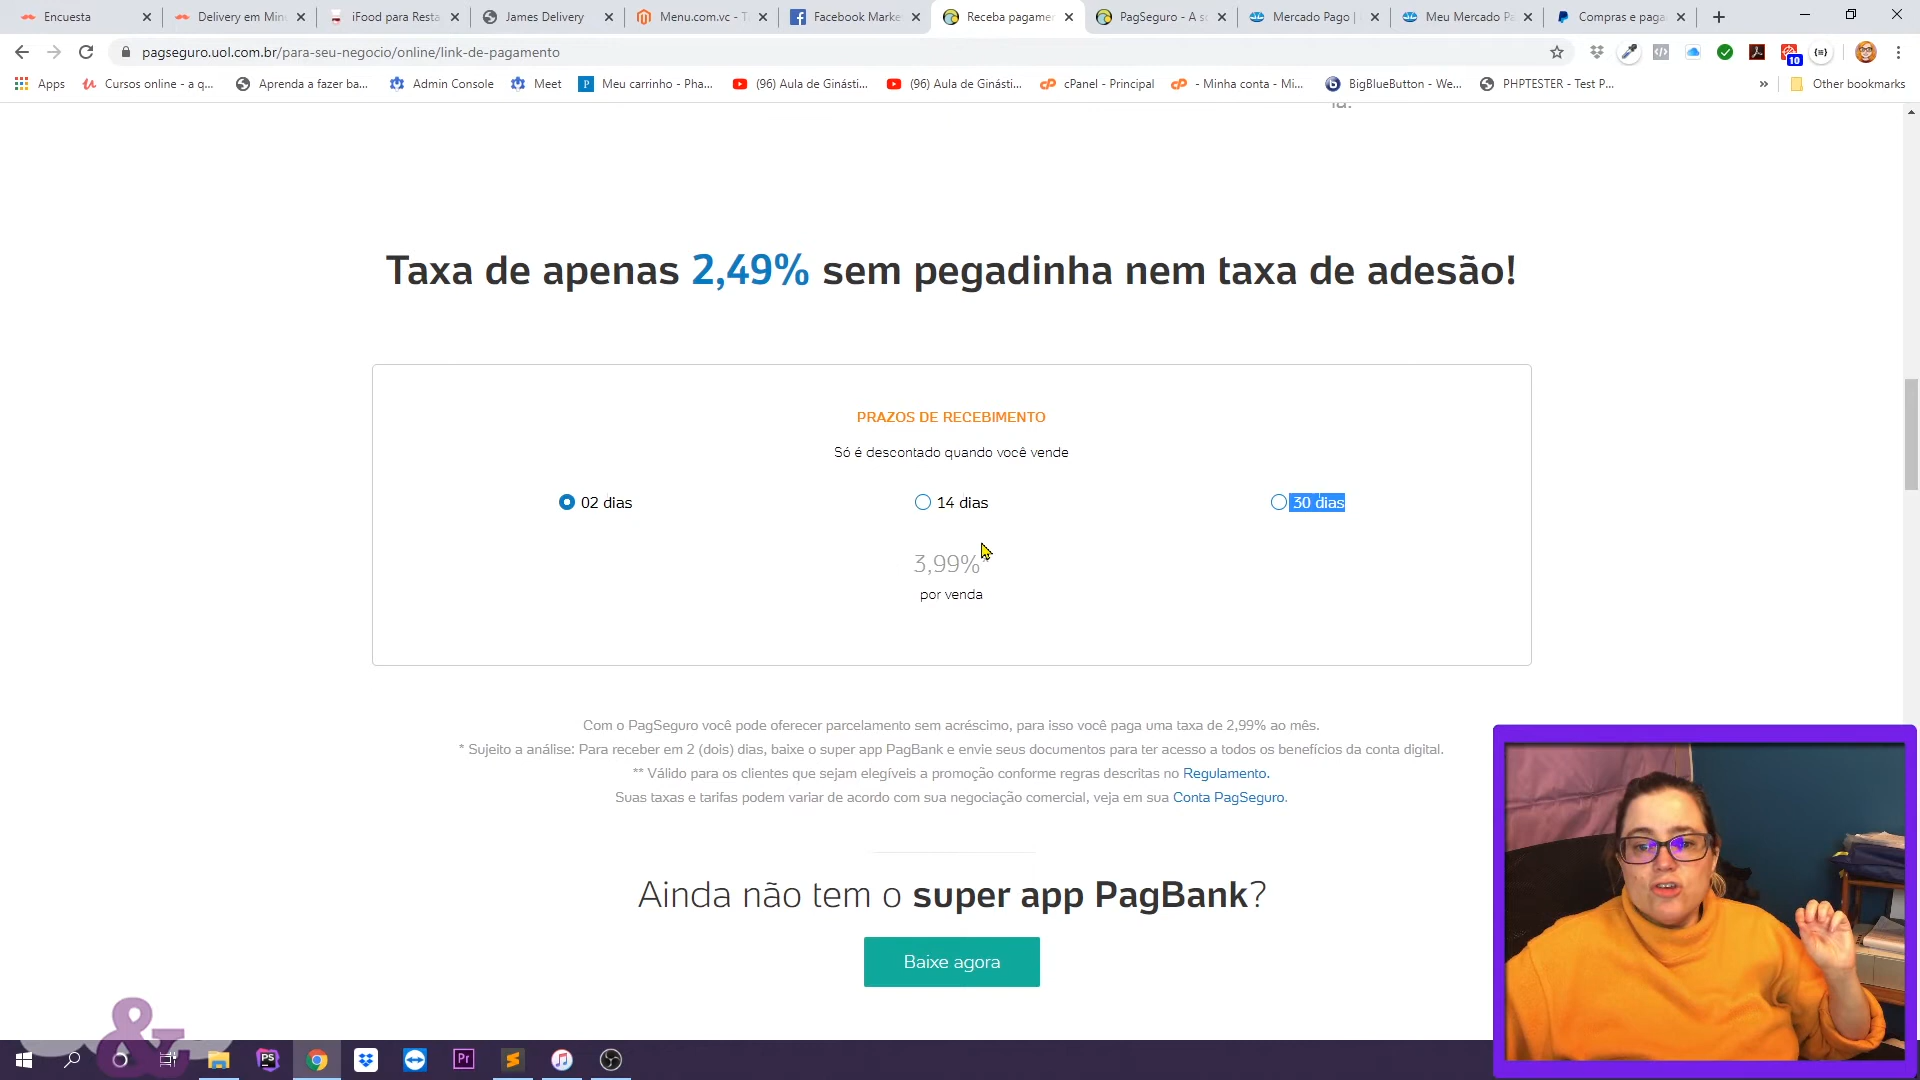 Encuesta
Delivery em Min
iFood para Resta
James Delivery
Menu.com.vc - T
Facebook Marke
Receba pagamen
PagSeguro - A so
Mercado Pago |
Meu Mercado Pa
Compras e paga
pagseguro.uol.com.br/para-seu-negocio/online/link-de-pagamento
10
Apps
Cursos online - a q...
Aprenda a fazer ba...
Admin Console
Meet
Meu carrinho - Pha...
(96) Aula de Ginásti...
(96) Aula de Ginásti...
cPanel - Principal
- Minha conta - Mi...
BigBlueButton - We...
PHPTESTER - Test P...
»
Other bookmarks
Taxa de apenas 2,49% sem pegadinha nem taxa de adesão!
PRAZOS DE RECEBIMENTO
Só é descontado quando você vende
02 dias
14 dias
30 dias
3,99%*
por venda
Com o PagSeguro você pode oferecer parcelamento sem acréscimo, para isso você paga uma taxa de 2,99% ao mês.
* Sujeito a análise: Para receber em 2 (dois) dias, baixe o super app PagBank e envie seus documentos para ter acesso a todos os benefícios da conta digital.
** Válido para os clientes que sejam elegíveis a promoção conforme regras descritas no Regulamento.
Suas taxas e tarifas podem variar de acordo com sua negociação comercial, veja em sua Conta PagSeguro.
Ainda não tem o super app PagBank?
Baixe agora
&
PS
Pr